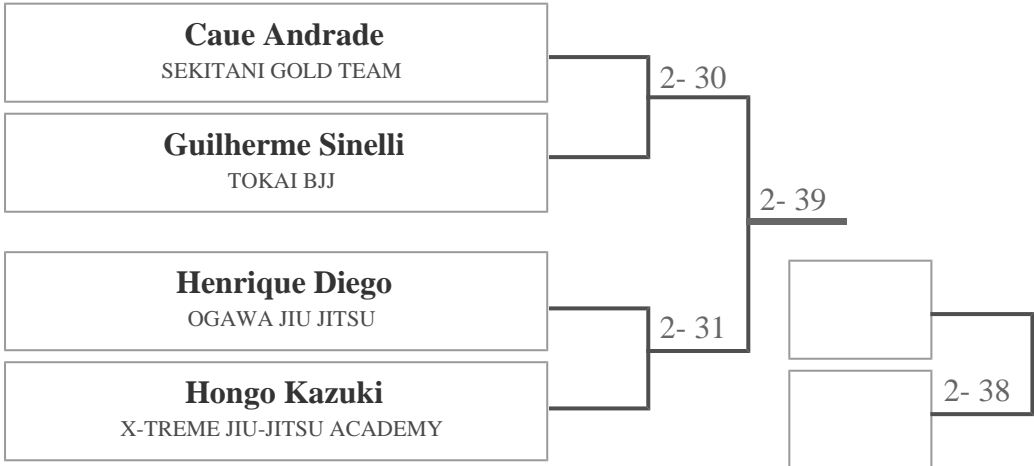 Caue Andrade
SEKITANI GOLD TEAM
2- 30
Guilherme Sinelli
TOKAI BJJ
2- 39
Henrique Diego
OGAWA JIU JITSU
2- 31
Hongo Kazuki
X-TREME JIU-JITSU ACADEMY
2- 38